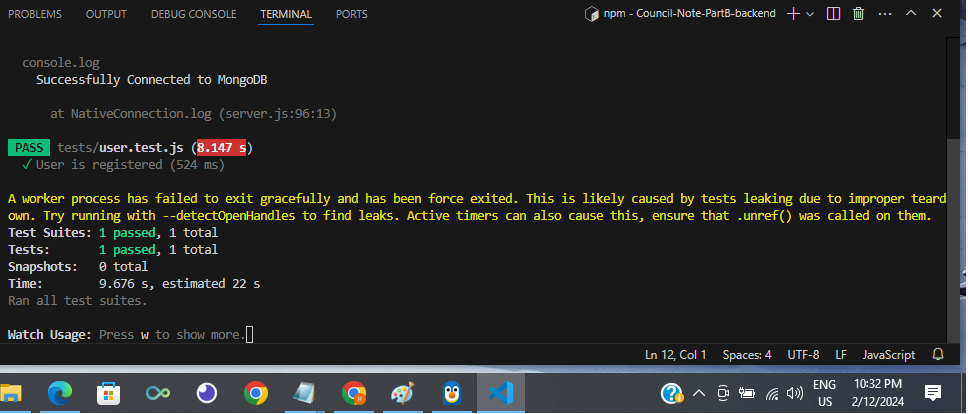 PROBLEMS OUTPUT DEBUG CONSOLE TERMINAL PORTS npm - Council-Note-PartB-backend
console.log
Successfully Connected to MongoDB
at NativeConnection.log (server.js:96:13)
PASS tests/user.test.js (8.147 s)
✓ User is registered (524 ms)
A worker process has failed to exit gracefully and has been force exited. This is likely caused by tests leaking due to improper teard
own. Try running with --detectOpenHandles to find leaks. Active timers can also cause this, ensure that .unref() was called on them.
Test Suites: 1 passed, 1 total
Tests: 1 passed, 1 total
Snapshots: 0 total
Time: 9.676 s, estimated 22 s
Ran all test suites.
Watch Usage: Press w to show more.
Ln 12, Col 1 Spaces: 4 UTF-8 LF JavaScript
ENG 10:32 PM
US 2/12/2024